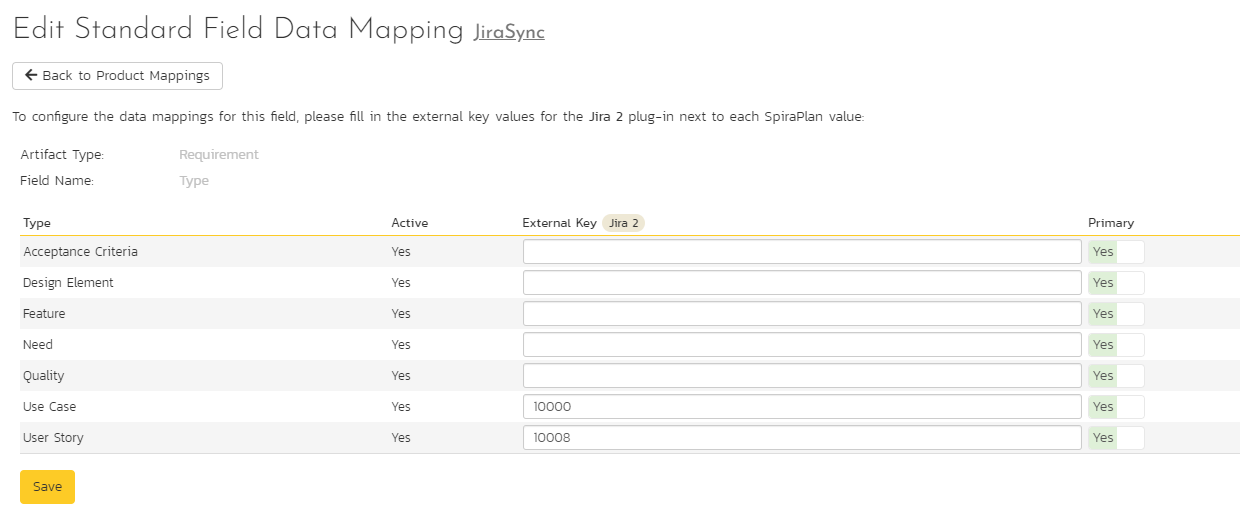 Edit Standard Field Data Mapping JiraSync
Back to Product Mappings
To configure the data mappings for this field, please fill in the external key values for the Jira 2 plug-in next to each SpiraPlan value:
Artifact Type: Requirement
Field Name: Type
Type Active External Key Jira 2 Primary
Acceptance Criteria Yes Yes
Design Element Yes Yes
Feature Yes Yes
Need Yes Yes
Quality Yes Yes
Use Case Yes 10000 Yes
User Story Yes 10008 Yes
Save